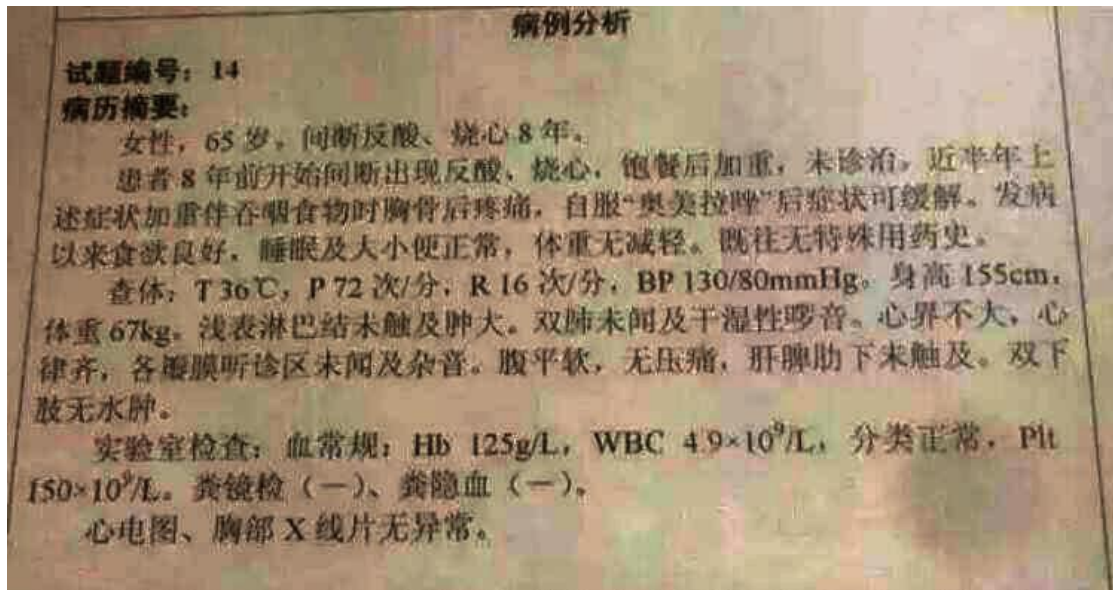 病例分析
试题编号：14
病历摘要：
女性，65岁。间断反酸、烧心8年。
患者8年前开始间断出现反酸、烧心，饱餐后加重，未诊治。近半年上
述症状加重伴吞咽食物时胸骨后疼痛，自服“奥美拉唑”后症状可缓解。发病
以来食欲良好，睡眠及大小便正常，体重无减轻。既往无特殊用药史。
查体：T 36℃，P 72次/分，R 16次/分，BP 130/80mmHg。身高155cm，
体重67kg。浅表淋巴结未触及肿大。双肺未闻及干湿性啰音。心界不大，心
律齐，各瓣膜听诊区未闻及杂音。腹平软，无压痛，肝脾肋下未触及。双下
肢无水肿。
实验室检查：血常规：Hb 125g/L，WBC 4.9×10⁹/L，分类正常，Plt
150×10⁹/L。粪镜检（—）、粪隐血（—）。
心电图、胸部X线片无异常。